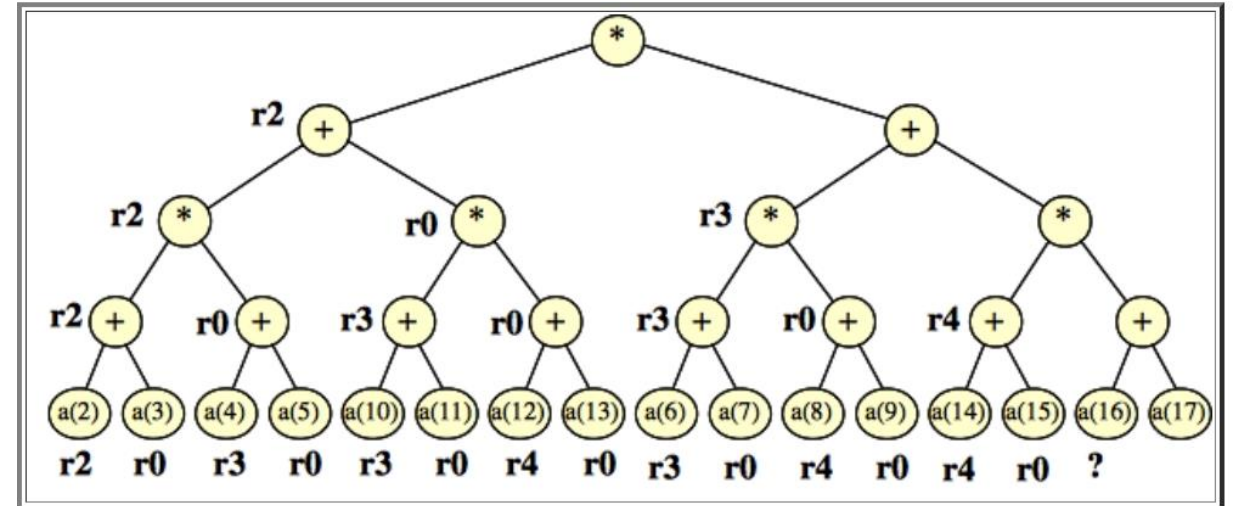 *
r2 + +
r2 * r0 * r3 * *
r2 + r0 + r3 + r0 + r3 + r0 + r4 + +
a(2) a(3) a(4) a(5) a(10) a(11) a(12) a(13) a(6) a(7) a(8) a(9) a(14) a(15) a(16) a(17)
r2 r0 r3 r0 r3 r0 r4 r0 r3 r0 r4 r0 r4 r0 ?